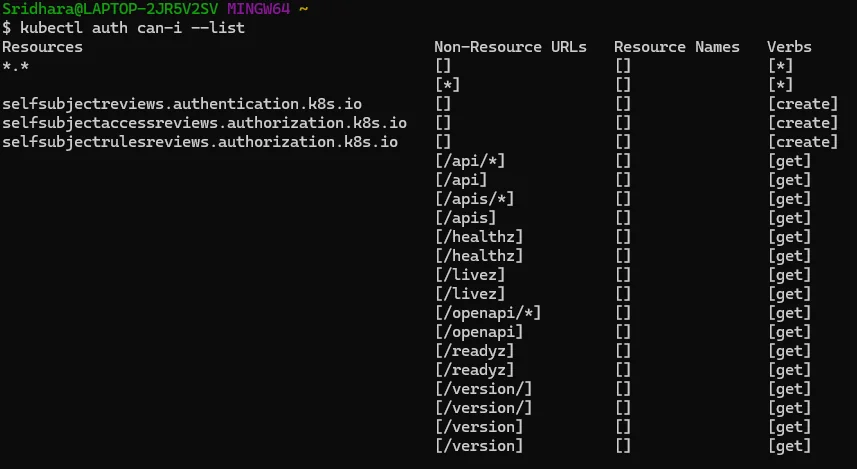 Sridhara@LAPTOP-2JR5V2SV MINGW64 ~
$ kubectl auth can-i --list
Resources Non-Resource URLs Resource Names Verbs
*.* [] [] [*]
[*] [] [*]
selfsubjectreviews.authentication.k8s.io [] [] [create]
selfsubjectaccessreviews.authorization.k8s.io [] [] [create]
selfsubjectrulesreviews.authorization.k8s.io [] [] [create]
[/api/*] [] [get]
[/api] [] [get]
[/apis/*] [] [get]
[/apis] [] [get]
[/healthz] [] [get]
[/healthz] [] [get]
[/livez] [] [get]
[/livez] [] [get]
[/openapi/*] [] [get]
[/openapi] [] [get]
[/readyz] [] [get]
[/readyz] [] [get]
[/version/] [] [get]
[/version/] [] [get]
[/version] [] [get]
[/version] [] [get]